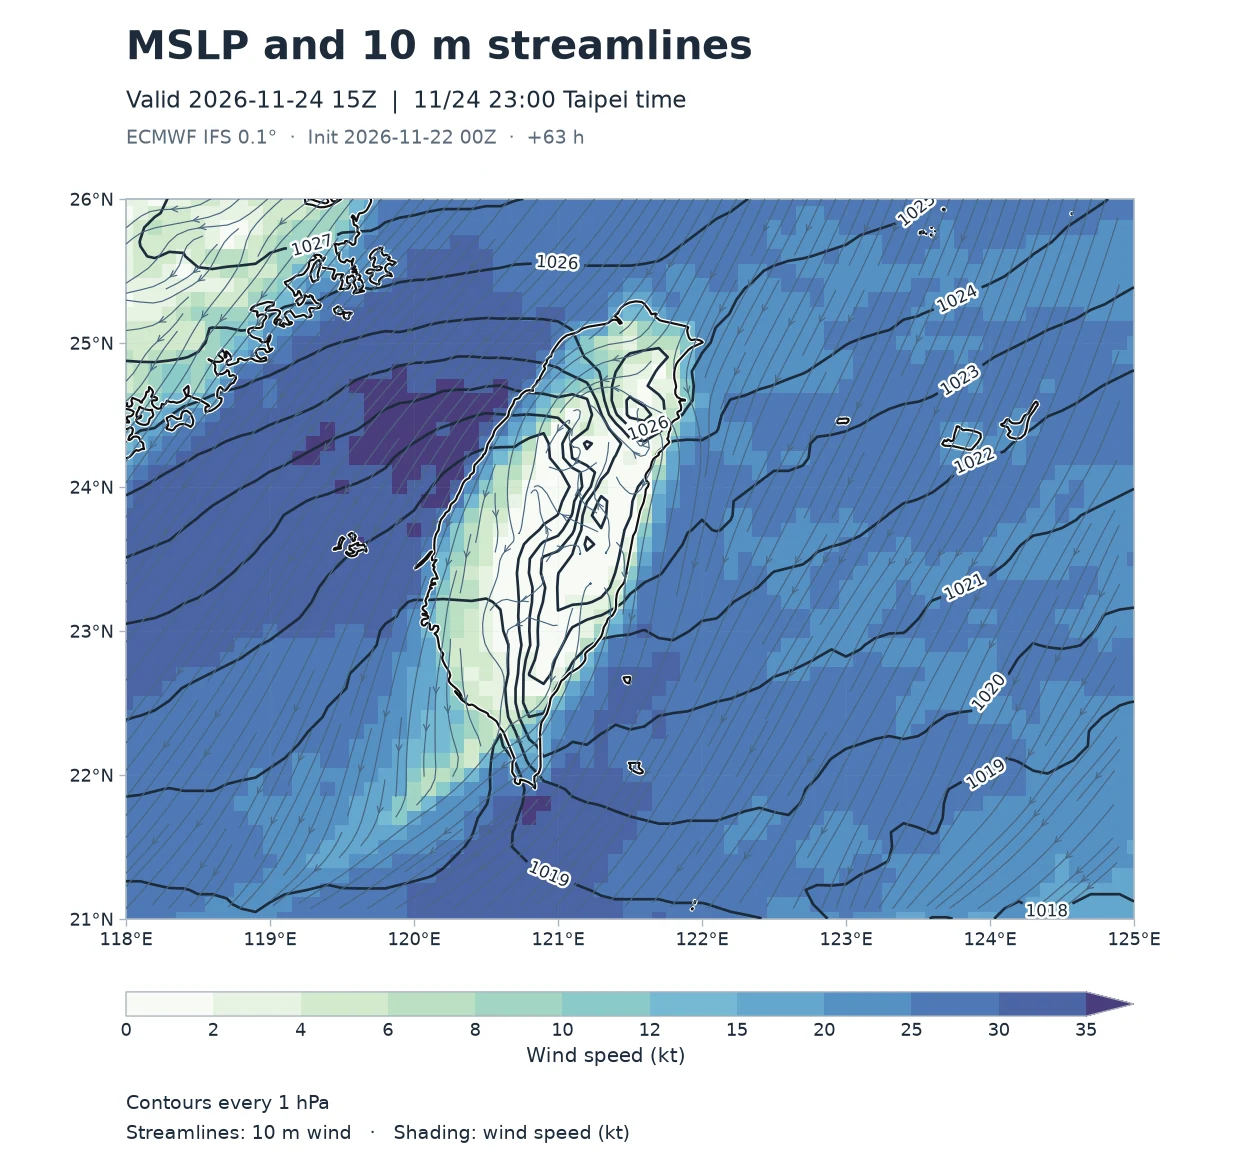 MSLP and 10 m streamlines
Valid 2026-11-24 15Z | 11/24 23:00 Taipei time
ECMWF IFS 0.1° · Init 2026-11-22 00Z · +63 h
26°N
25°N
24°N
23°N
22°N
21°N
1027
1026
1025
1024
1023
1026
1022
1021
1020
1019
1019
1018
118°E 119°E 120°E 121°E 122°E 123°E 124°E 125°E
0 2 4 6 8 10 12 15 20 25 30 35
Wind speed (kt)
Contours every 1 hPa
Streamlines: 10 m wind · Shading: wind speed (kt)